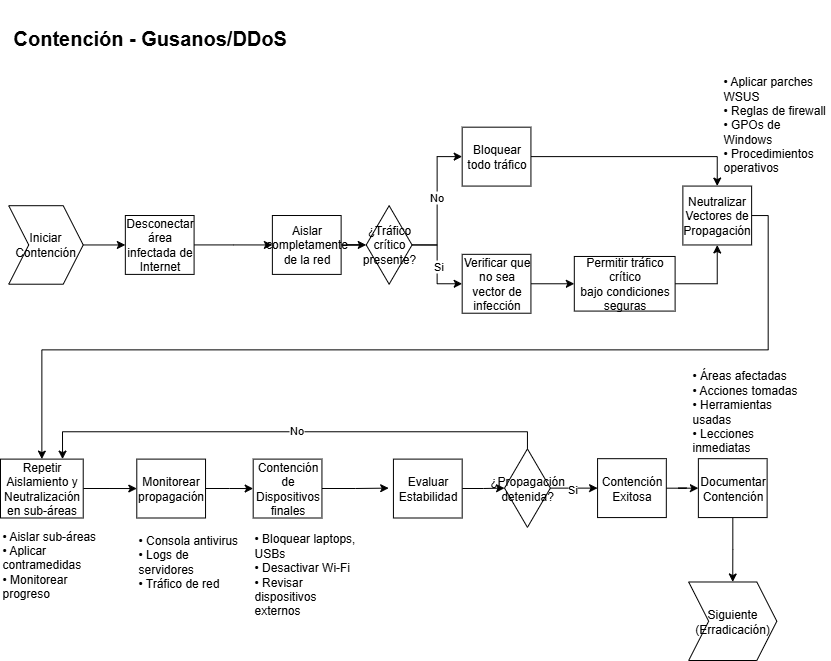 Contención - Gusanos/DDoS
• Aplicar parches
WSUS
• Reglas de firewall
• GPOs de
Windows
• Procedimientos
operativos
Iniciar
Contención
Desconectar
área
infectada de
Internet
Aislar
completamente
de la red
¿Tráfico
crítico
presente?
No
Si
Bloquear
todo tráfico
Verificar que
no sea
vector de
infección
Permitir tráfico
crítico
bajo condiciones
seguras
Neutralizar
Vectores de
Propagación
• Áreas afectadas
• Acciones tomadas
• Herramientas
usadas
• Lecciones
inmediatas
No
Repetir
Aislamiento y
Neutralización
en sub-áreas
Monitorear
propagación
Contención
de
Dispositivos
finales
Evaluar
Estabilidad
¿Propagación
detenida?
Si
Contención
Exitosa
Documentar
Contención
• Aislar sub-áreas
• Aplicar
contramedidas
• Monitorear
progreso
• Consola antivirus
• Logs de
servidores
• Tráfico de red
• Bloquear laptops,
USBs
• Desactivar Wi-Fi
• Revisar
dispositivos
externos
Siguiente
(Erradicación)